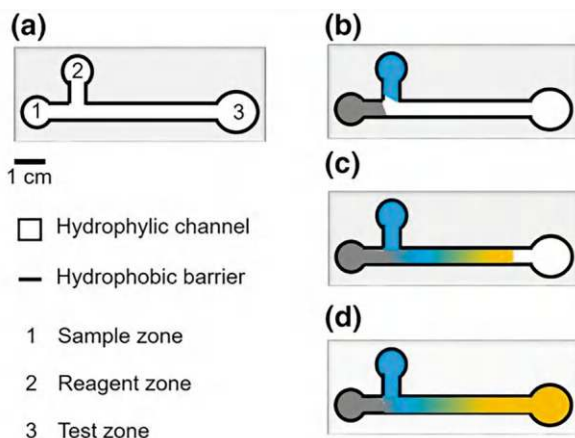 (a)
1
2
3
1 cm
Hydrophylic channel
Hydrophobic barrier
1 Sample zone
2 Reagent zone
3 Test zone
(b)
(c)
(d)